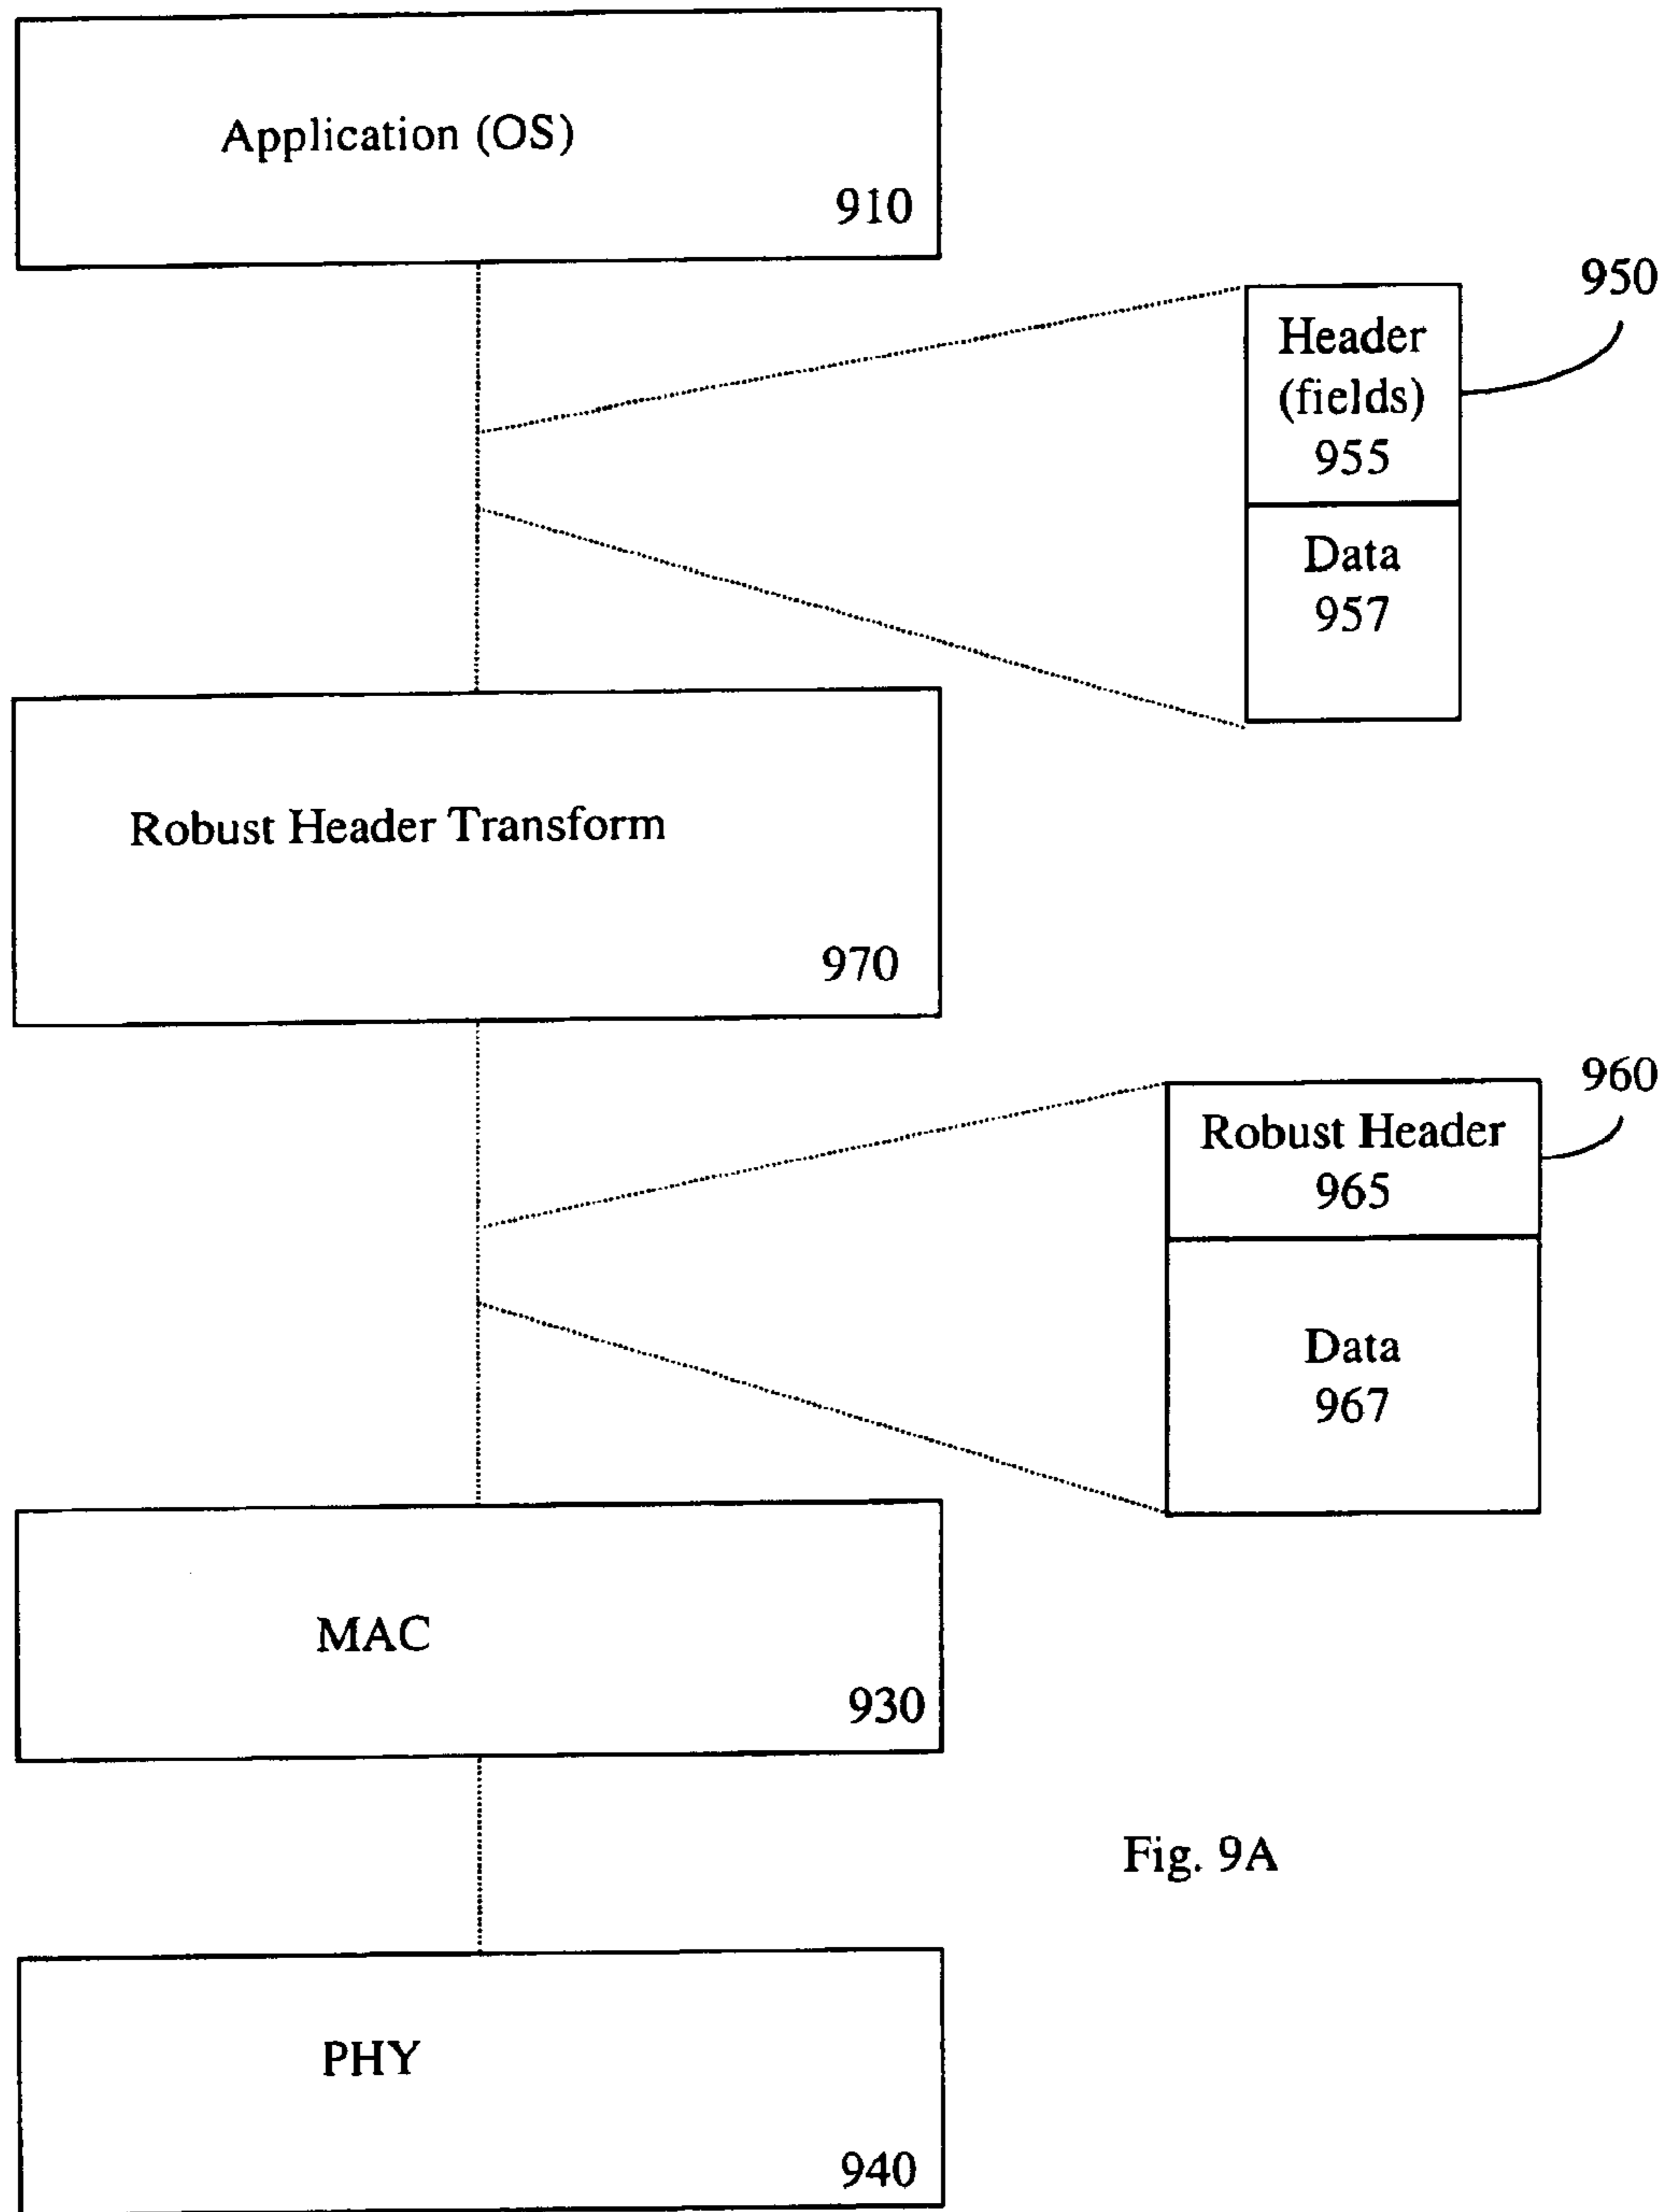 Application (OS)
910
950
Header
(fields)
955
Data
957
Robust Header Transform
970
960
Robust Header
965
Data
967
MAC
930
Fig. 9A
PHY
940